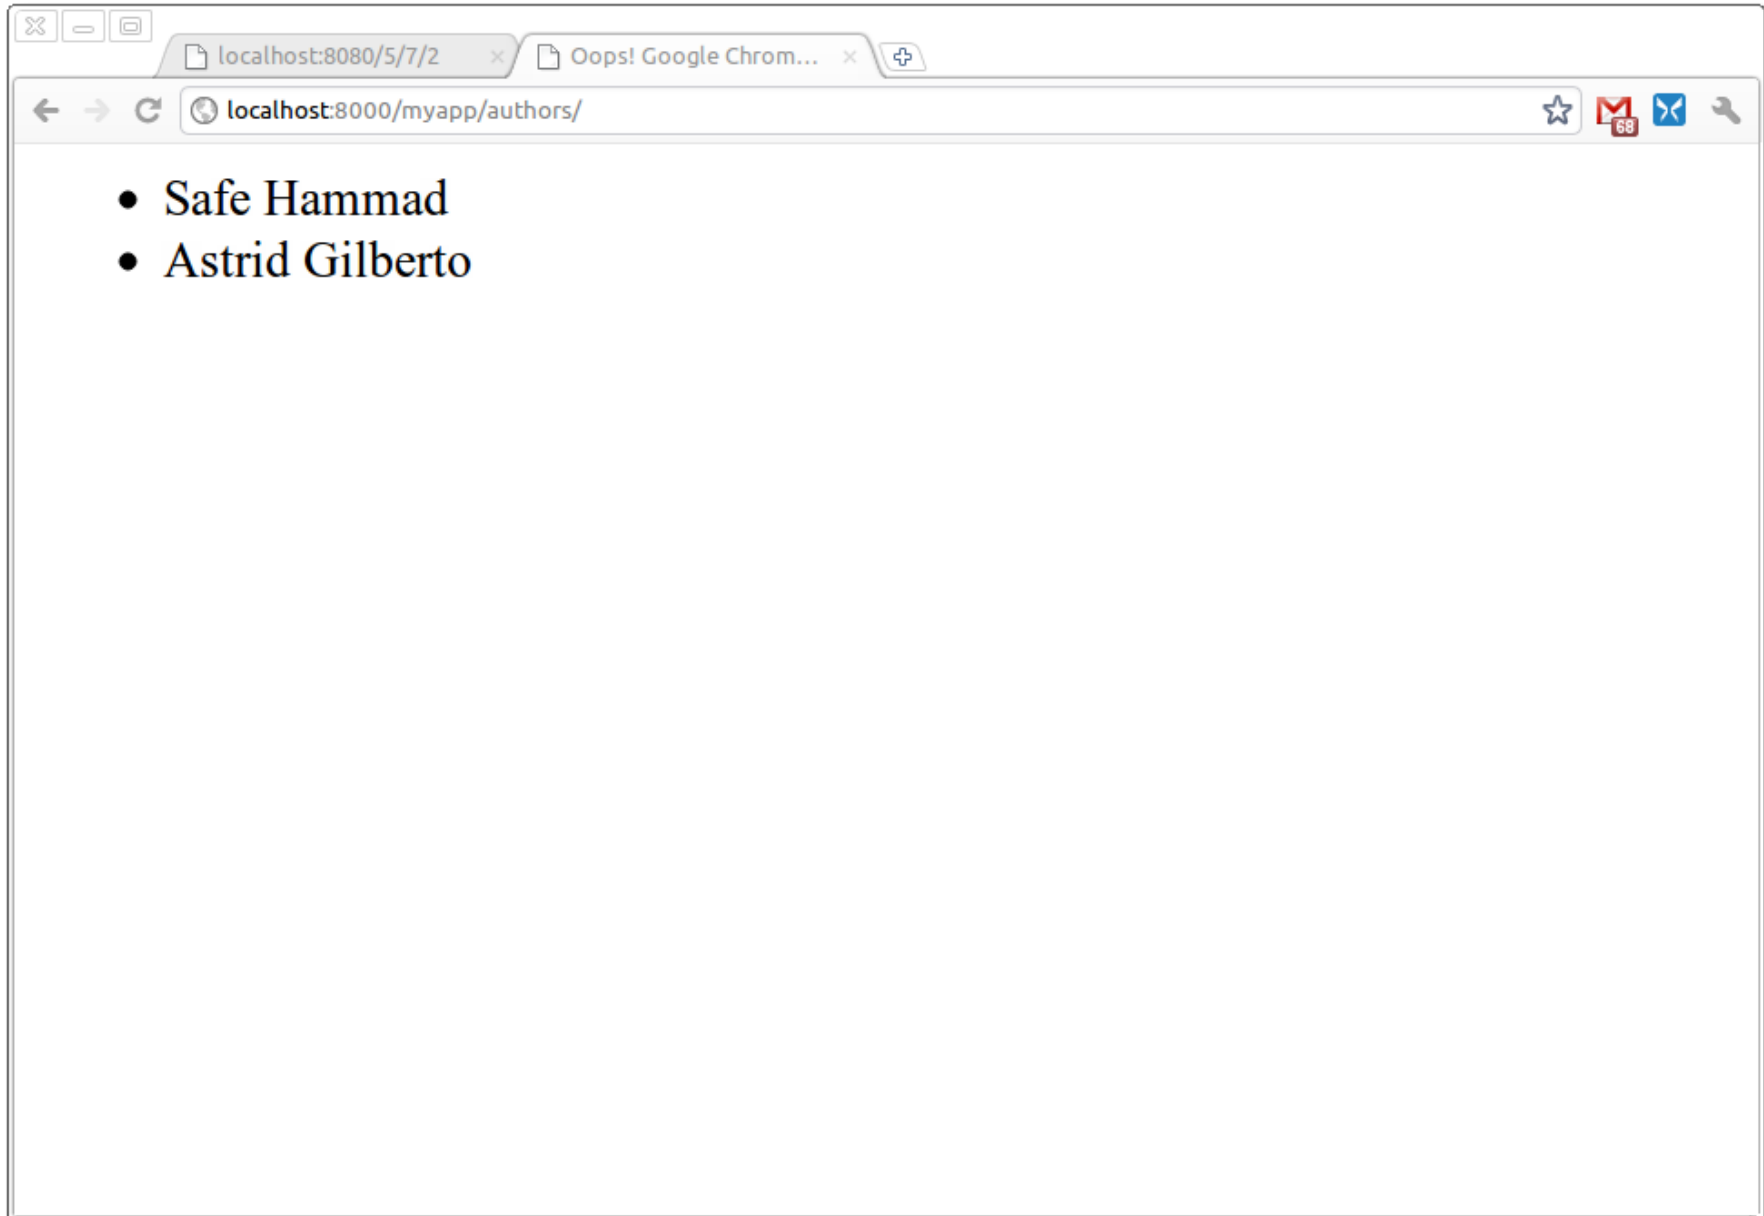 localhost:8080/5/7/2
Oops! Google Chrom...
localhost:8000/myapp/authors/
68
Safe Hammad
Astrid Gilberto